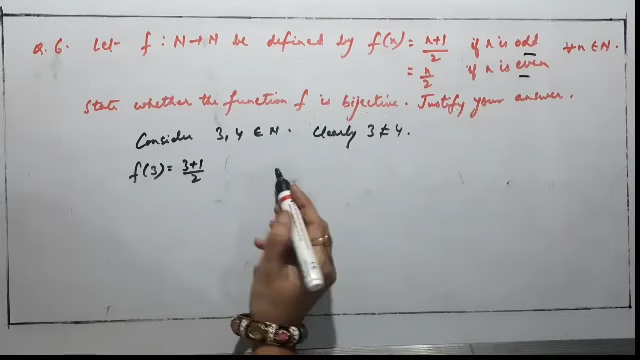 Q.6. Let f : N→N be defined by f(n) = n+1/2 if n is odd ∀n∈N.
= n/2 if n is even
State whether the function f is bijective. Justify your answer.
Consider 3, 4 ∈ N. Clearly 3 ≠ 4.
f(3) = 3+1/2